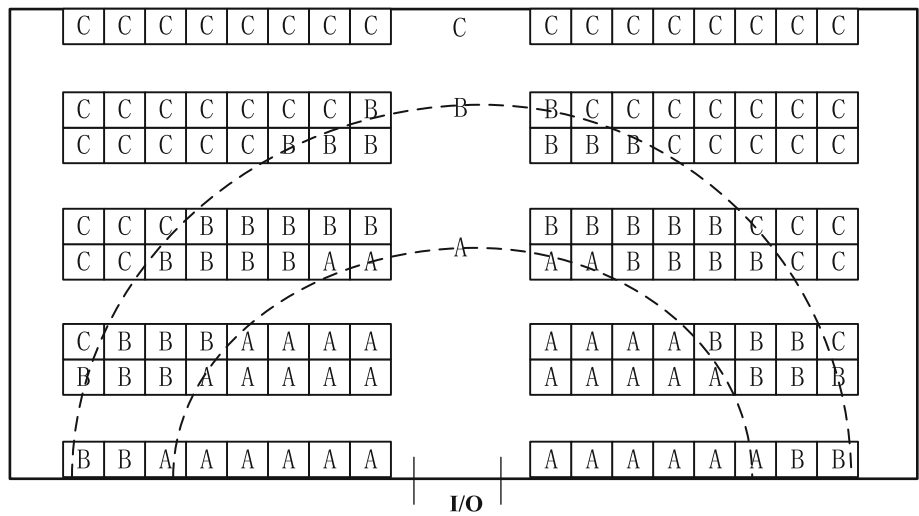 C C C C C C C C C C C C C C C C C
C C C C C C C B B B C C C C C C C
C C C C C B B B B B B C C C C C
C C C B B B B B B B B B B C C C
C C B B B B A A A A A B B B B C C
C B B B A A A A A A A A B B B C
B B B A A A A A A A A A A B B B
B B A A A A A A A A A A A A B B
I/O